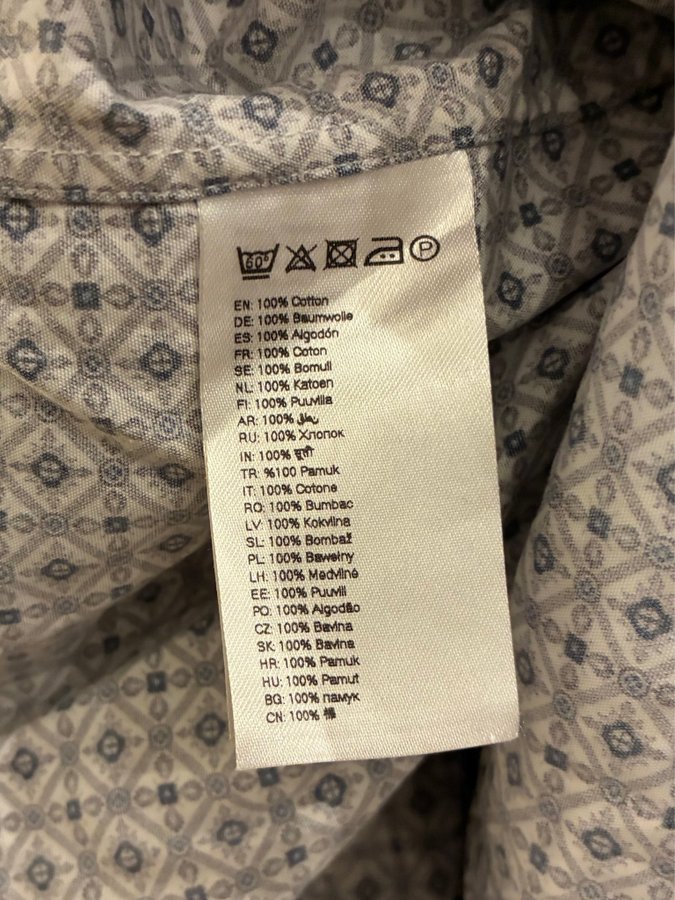 60°
P
EN: 100% Cotton
DE: 100% Baumwolle
ES: 100% Algodón
FR: 100% Coton
SE: 100% Bomull
NL: 100% Katoen
FI: 100% Puuvilla
AR: 100%
RU: 100% Хлопок
IN: 100% सूती
TR: %100 Pamuk
IT: 100% Cotone
RO: 100% Bumbac
LV: 100% Kokvilna
SL: 100% Bombaž
PL: 100% Bawełny
LH: 100% Medvilnė
EE: 100% Puuvill
PO: 100% Algodão
CZ: 100% Bavlna
SK: 100% Bavlna
HR: 100% Pamuk
HU: 100% Pamut
BG: 100% памук
CN: 100% 棉